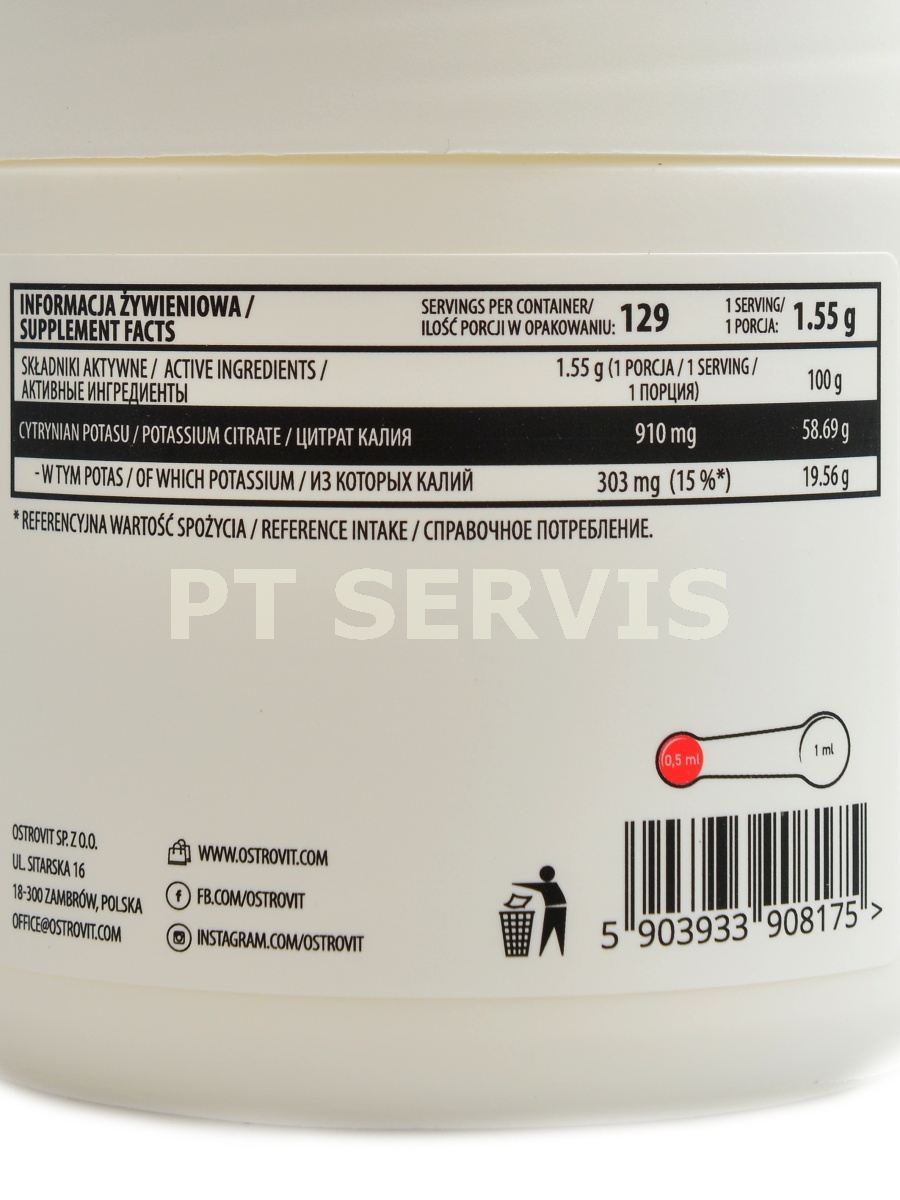 INFORMACJA ŻYWIENIOWA /
SUPPLEMENT FACTS
SERVINGS PER CONTAINER/
ILOŚĆ PORCJI W OPAKOWANIU: 129
1 SERVING/
1 PORCJA: 1.55 g
SKŁADNIKI AKTYWNE / ACTIVE INGREDIENTS /
АКТИВНЫЕ ИНГРЕДИЕНТЫ
1.55 g (1 PORCJA / 1 SERVING /
1 ПОРЦИЯ)
100 g
CYTRYNIAN POTASU / POTASSIUM CITRATE / ЦИТРАТ КАЛИЯ 910 mg 58.69 g
- W TYM POTAS / OF WHICH POTASSIUM / ИЗ КОТОРЫХ КАЛИЙ 303 mg (15 %*) 19.56 g
* REFERENCYJNA WARTOŚĆ SPOŻYCIA / REFERENCE INTAKE / СПРАВОЧНОЕ ПОТРЕБЛЕНИЕ.
PT SERVIS
0,5 ml
1 ml
OSTROVIT SP. Z O.O.
UL. SITARSKA 16
18-300 ZAMBRÓW, POLSKA
OFFICE@OSTROVIT.COM
WWW.OSTROVIT.COM
FB.COM/OSTROVIT
INSTAGRAM.COM/OSTROVIT
5 903933 908175 >